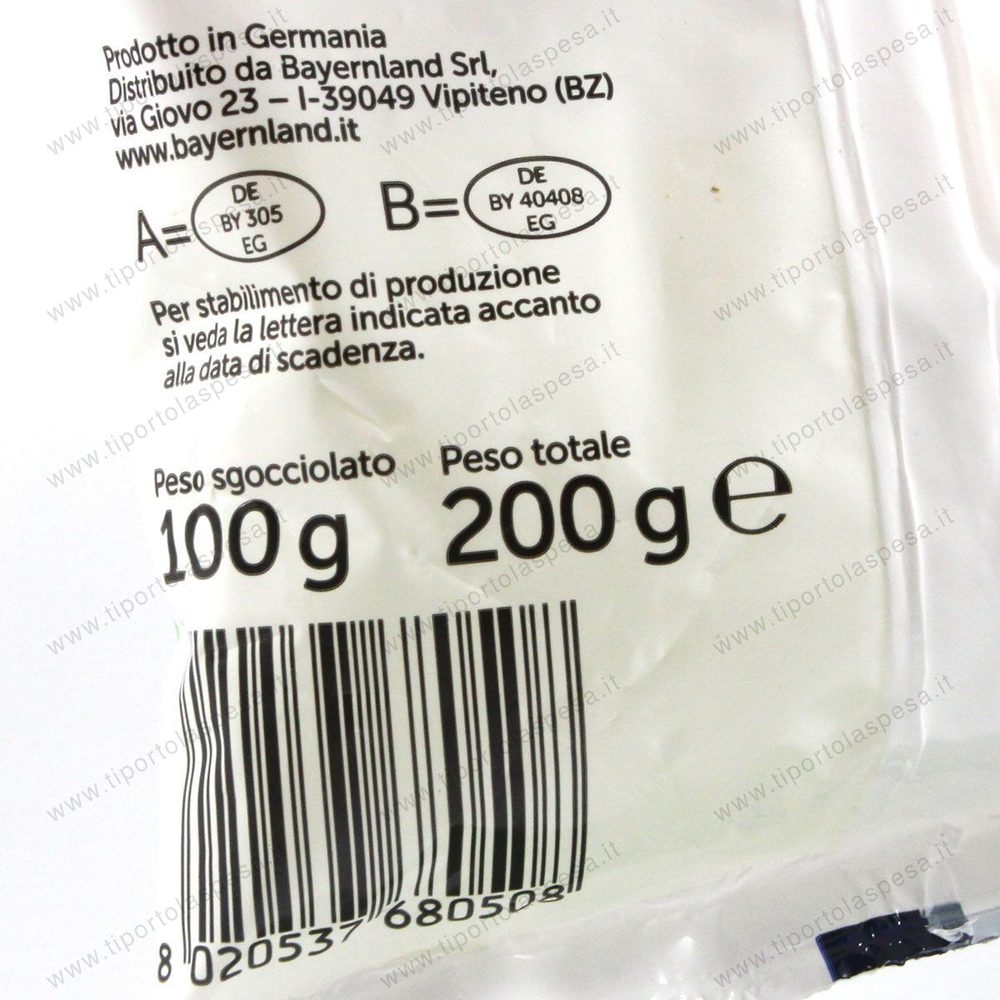 Prodotto in Germania
Distribuito da Bayernland Srl,
via Giovo 23 – I-39049 Vipiteno (BZ)
www.bayernland.it
A= DE BY 305 EG
B= DE BY 40408 EG
Per stabilimento di produzione
si veda la lettera indicata accanto
alla data di scadenza.
Peso sgocciolato Peso totale
100 g 200 g e
8 020537 680508
www.tiportolaspesa.it